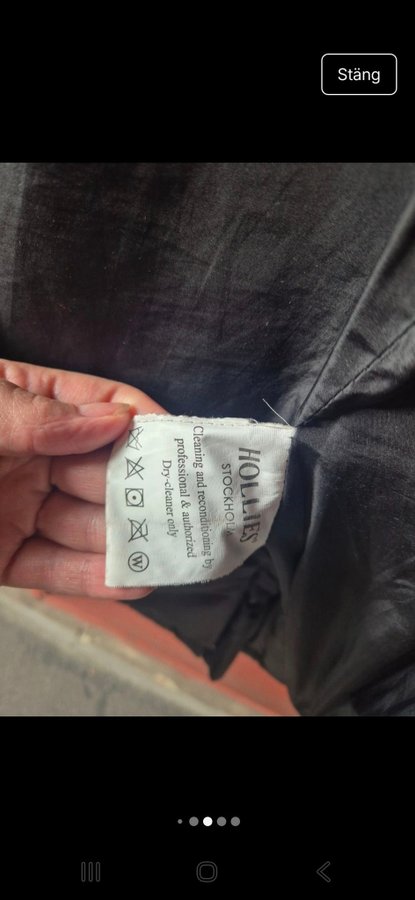 Stäng
HOLLIES
STOCKHOLM
Cleaning and reconditioning by
professional & authorized
Dry-cleaner only
W